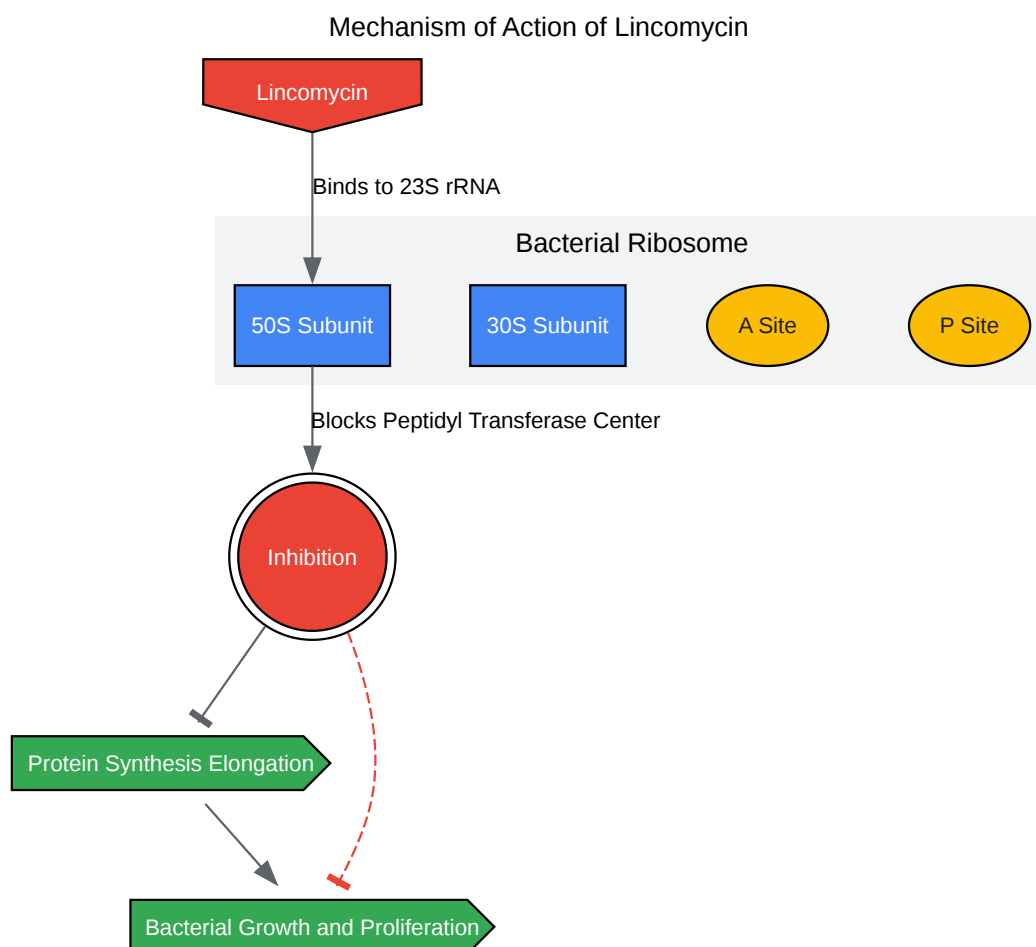 Mechanism of Action of Lincomycin
Lincomycin
Binds to 23S rRNA
Bacterial Ribosome
50S Subunit
30S Subunit
A Site
P Site
Blocks Peptidyl Transferase Center
Inhibition
Protein Synthesis Elongation
Bacterial Growth and Proliferation